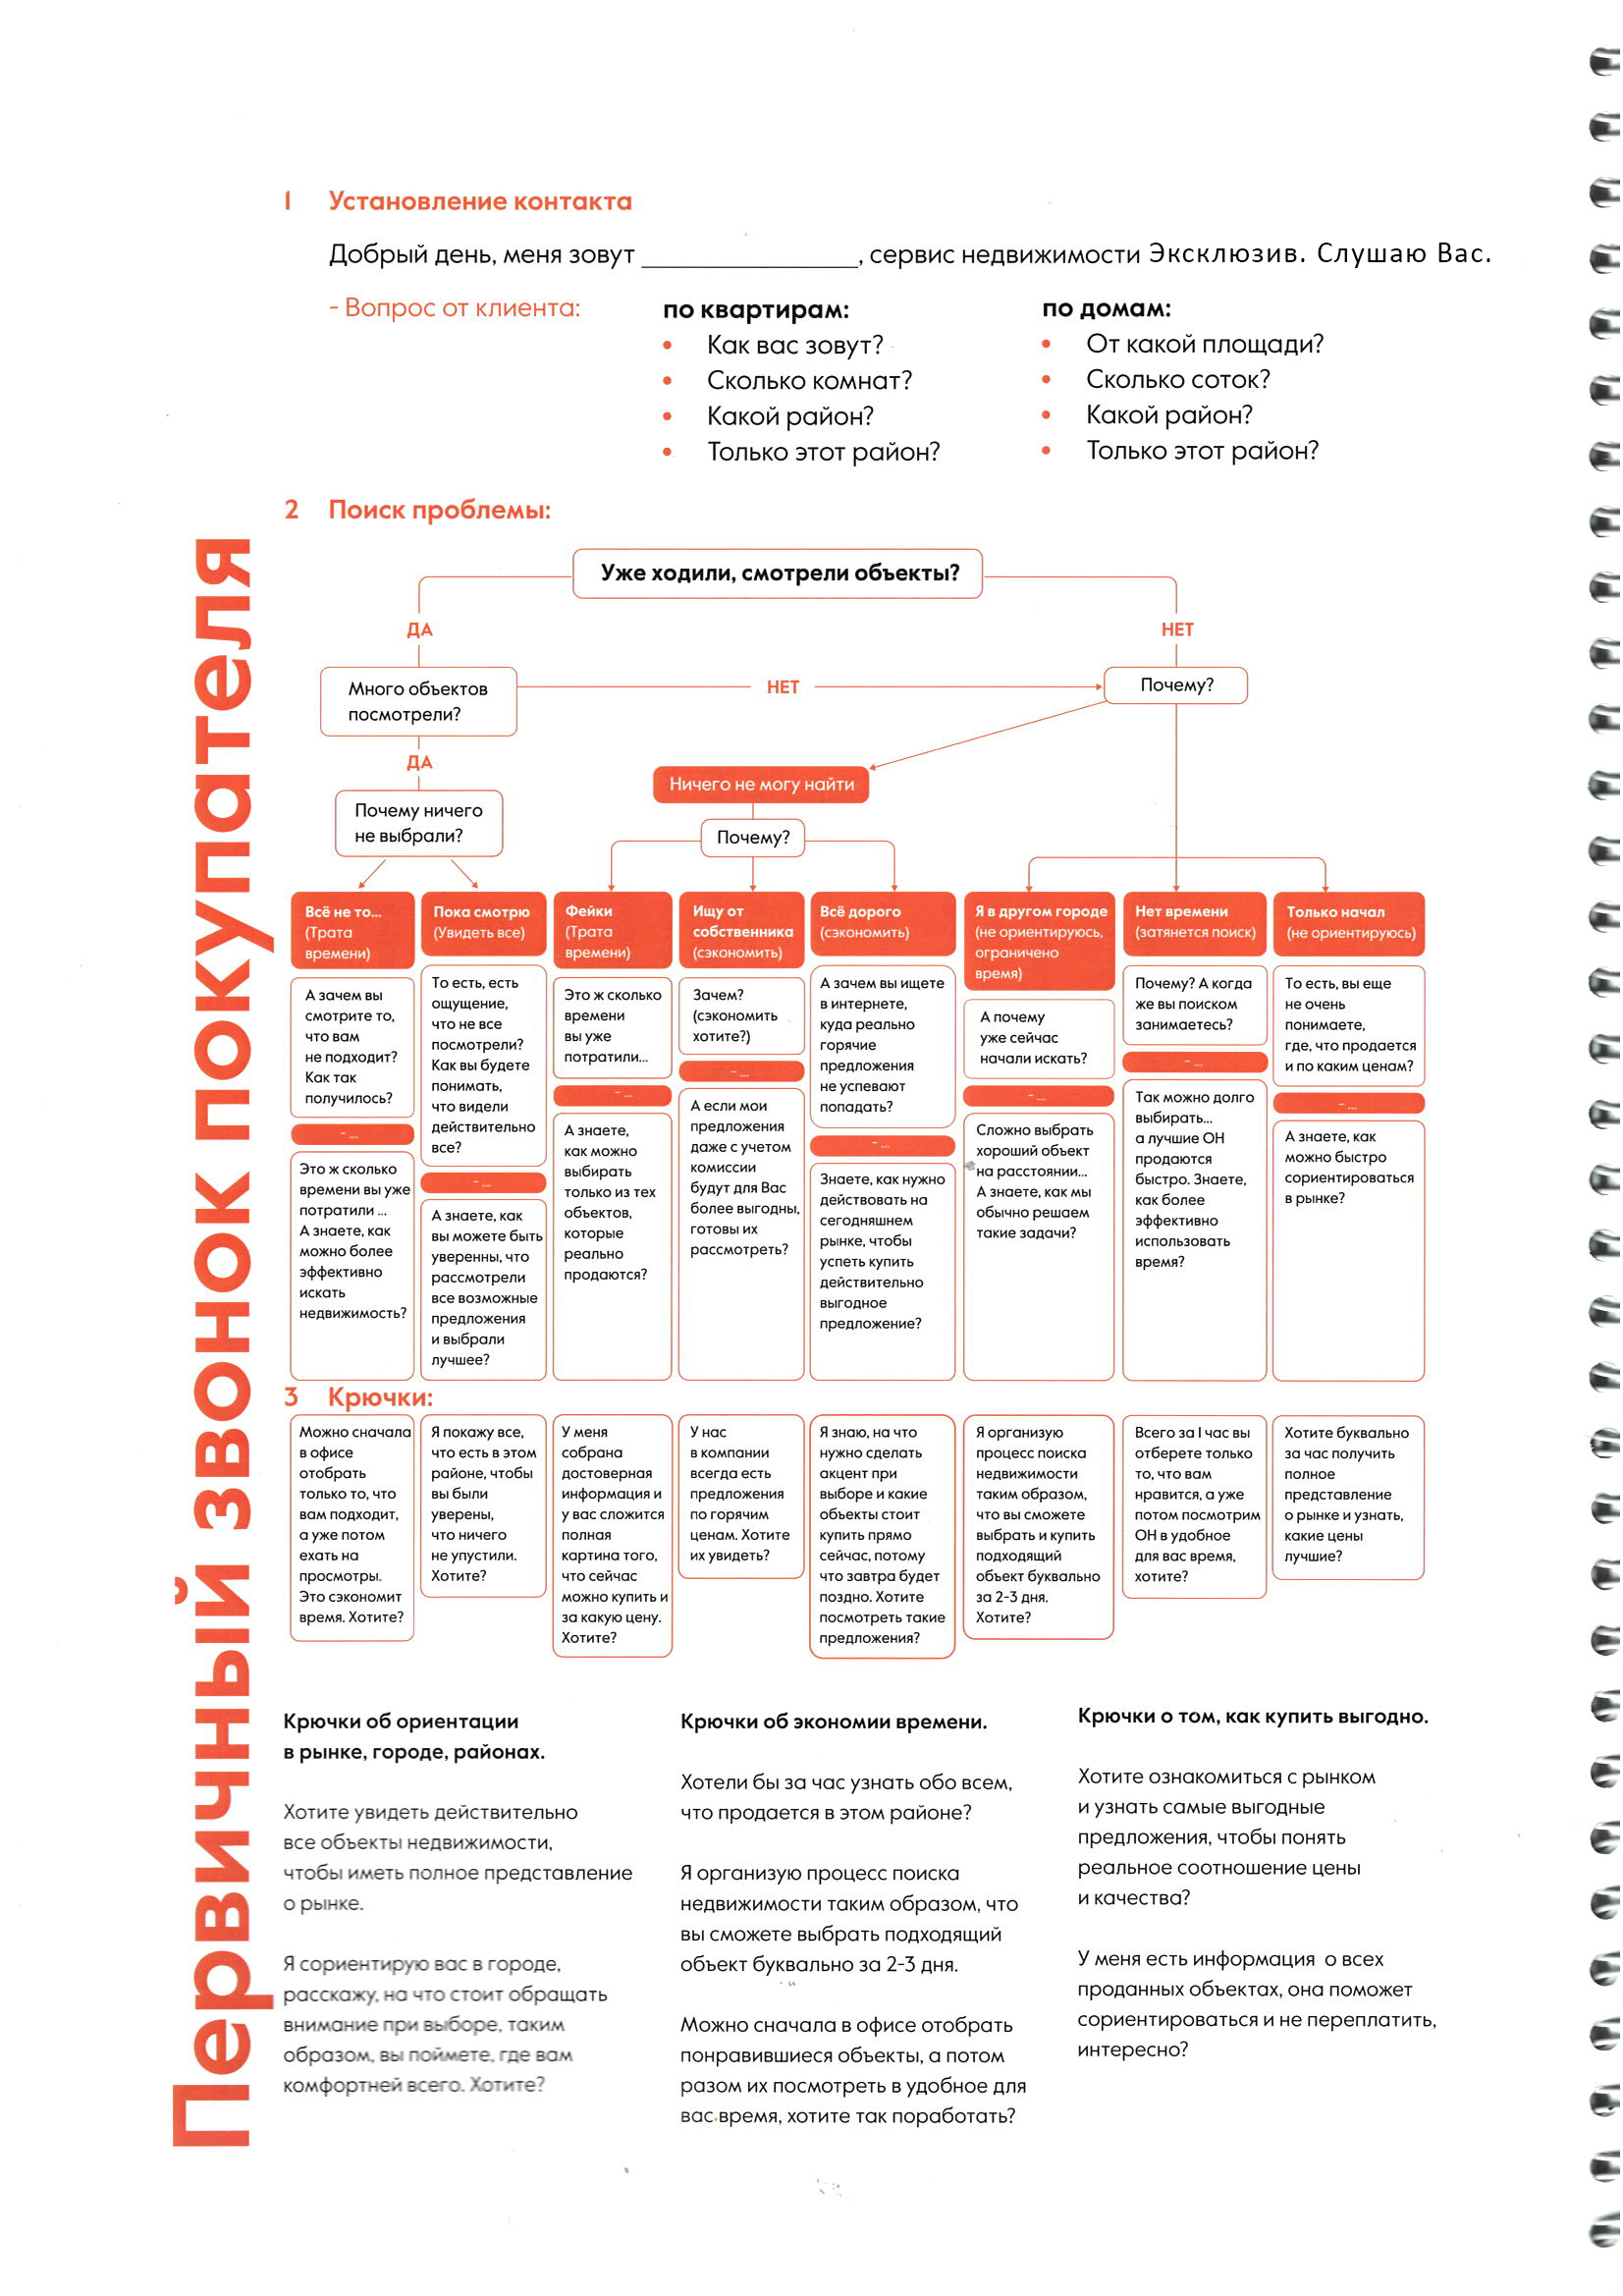 Первичный звонок покупателя
1 Установление контакта
Добрый день, меня зовут ________________, сервис недвижимости Эксклюзив. Слушаю Вас.
- Вопрос от клиента:
по квартирам:
• Как вас зовут?
• Сколько комнат?
• Какой район?
• Только этот район?
по домам:
• От какой площади?
• Сколько соток?
• Какой район?
• Только этот район?
2 Поиск проблемы:
Уже ходили, смотрели объекты?
ДА
НЕТ
Много объектов
посмотрели?
НЕТ
Почему?
ДА
Почему ничего
не выбрали?
Ничего не могу найти
Почему?
Всё не то...
(Трата
времени)
А зачем вы
смотрите то,
что вам
не подходит?
Как так
получилось?
- ...
Это ж сколько
времени вы уже
потратили ...
А знаете, как
можно более
эффективно
искать
недвижимость?
Пока смотрю
(Увидеть все)
То есть, есть
ощущение,
что не все
посмотрели?
Как вы будете
понимать,
что видели
действительно
все?
- ...
А знаете, как
вы можете быть
уверенны, что
рассмотрели
все возможные
предложения
и выбрали
лучшее?
Фейки
(Трата
времени)
Это ж сколько
времени
вы уже
потратили...
- ...
А знаете,
как можно
выбирать
только из тех
объектов,
которые
реально
продаются?
Ищу от
собственника
(сэкономить)
Зачем?
(сэкономить
хотите?)
- ...
А если мои
предложения
даже с учетом
комиссии
будут для Вас
более выгодны,
готовы их
рассмотреть?
Всё дорого
(сэкономить)
А зачем вы ищете
в интернете,
куда реально
горячие
предложения
не успевают
попадать?
- ...
Знаете, как нужно
действовать на
сегодняшнем
рынке, чтобы
успеть купить
действительно
выгодное
предложение?
Я в другом городе
(не ориентируюсь,
ограничено
время)
А почему
уже сейчас
начали искать?
- ...
Сложно выбрать
хороший объект
на расстоянии...
А знаете, как мы
обычно решаем
такие задачи?
Нет времени
(затянется поиск)
Почему? А когда
же вы поиском
занимаетесь?
- ...
Так можно долго
выбирать...
а лучшие ОН
продаются
быстро. Знаете,
как более
эффективно
использовать
время?
Только начал
(не ориентируюсь)
То есть, вы еще
не очень
понимаете,
где, что продается
и по каким ценам?
- ...
А знаете, как
можно быстро
сориентироваться
в рынке?
3 Крючки:
Можно сначала
в офисе
отобрать
только то, что
вам подходит,
а уже потом
ехать на
просмотры.
Это сэкономит
время. Хотите?
Я покажу все,
что есть в этом
районе, чтобы
вы были
уверены,
что ничего
не упустили.
Хотите?
У меня
собрана
достоверная
информация и
у вас сложится
полная
картина того,
что сейчас
можно купить и
за какую цену.
Хотите?
У нас
в компании
всегда есть
предложения
по горячим
ценам. Хотите
их увидеть?
Я знаю, на что
нужно сделать
акцент при
выборе и какие
объекты стоит
купить прямо
сейчас, потому
что завтра будет
поздно. Хотите
посмотреть такие
предложения?
Я организую
процесс поиска
недвижимости
таким образом,
что вы сможете
выбрать и купить
подходящий
объект буквально
за 2-3 дня.
Хотите?
Всего за 1 час вы
отберете только
то, что вам
нравится, а уже
потом посмотрим
ОН в удобное
для вас время,
хотите?
Хотите буквально
за час получить
полное
представление
о рынке и узнать,
какие цены
лучшие?
Крючки об ориентации
в рынке, городе, районах.
Хотите увидеть действительно
все объекты недвижимости,
чтобы иметь полное представление
о рынке.
Я сориентирую вас в городе,
расскажу, на что стоит обращать
внимание при выборе, таким
образом, вы поймете, где вам
комфортней всего. Хотите?
Крючки об экономии времени.
Хотели бы за час узнать обо всем,
что продается в этом районе?
Я организую процесс поиска
недвижимости таким образом, что
вы сможете выбрать подходящий
объект буквально за 2-3 дня.
Можно сначала в офисе отобрать
понравившиеся объекты, а потом
разом их посмотреть в удобное для
вас время, хотите так поработать?
Крючки о том, как купить выгодно.
Хотите ознакомиться с рынком
и узнать самые выгодные
предложения, чтобы понять
реальное соотношение цены
и качества?
У меня есть информация о всех
проданных объектах, она поможет
сориентироваться и не переплатить,
интересно?